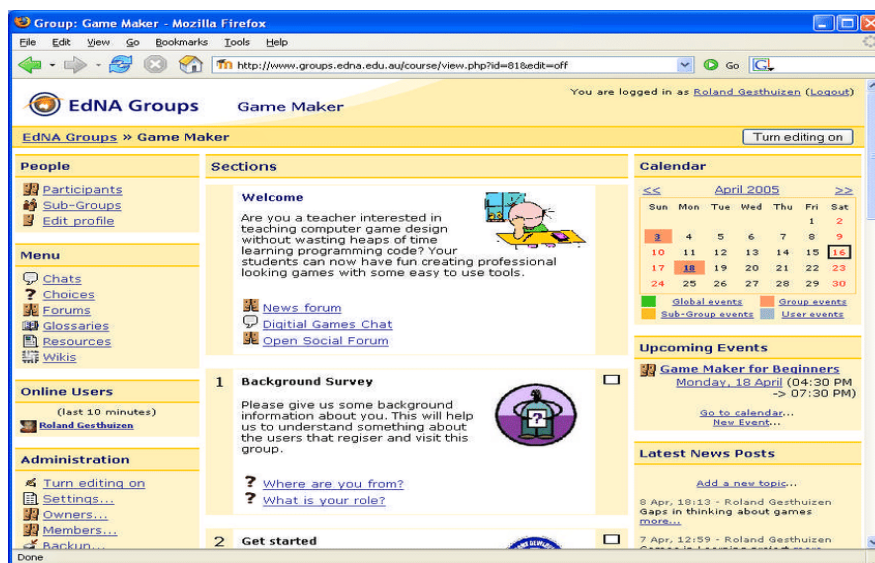 Group: Game Maker - Mozilla Firefox
File Edit View Go Bookmarks Tools Help
http://www.groups.edna.edu.au/course/view.php?id=81&edit=off
Go
G
EdNA Groups
Game Maker
You are logged in as Roland Gesthuizen (Logout)
EdNA Groups » Game Maker
Turn editing on
People
Participants
Sub-Groups
Edit profile
Menu
Chats
Choices
Forums
Glossaries
Resources
Wikis
Online Users
(last 10 minutes)
Roland Gesthuizen
Administration
Turn editing on
Settings...
Owners...
Members...
Backup...
Sections
Welcome
Are you a teacher interested in
teaching computer game design
without wasting heaps of time
learning programming code? Your
students can now have fun creating professional
looking games with some easy to use tools.
News forum
Digitial Games Chat
Open Social Forum
1 Background Survey
Please give us some background
information about you. This will help
us to understand something about
the users that regiser and visit this
group.
?
? Where are you from?
? What is your role?
2 Get started
Calendar
<< April 2005 >>
Sun Mon Tue Wed Thu Fri Sat
1 2
3 4 5 6 7 8 9
10 11 12 13 14 15 16
17 18 19 20 21 22 23
24 25 26 27 28 29 30
Global events Group events
Sub-Group events User events
Upcoming Events
Game Maker for Beginners
Monday, 18 April (04:30 PM
-> 07:30 PM)
Go to calendar...
New Event...
Latest News Posts
Add a new topic...
8 Apr, 18:13 - Roland Gesthuizen
Gaps in thinking about games
more...
7 Apr, 12:59 - Roland Gesthuizen
Done